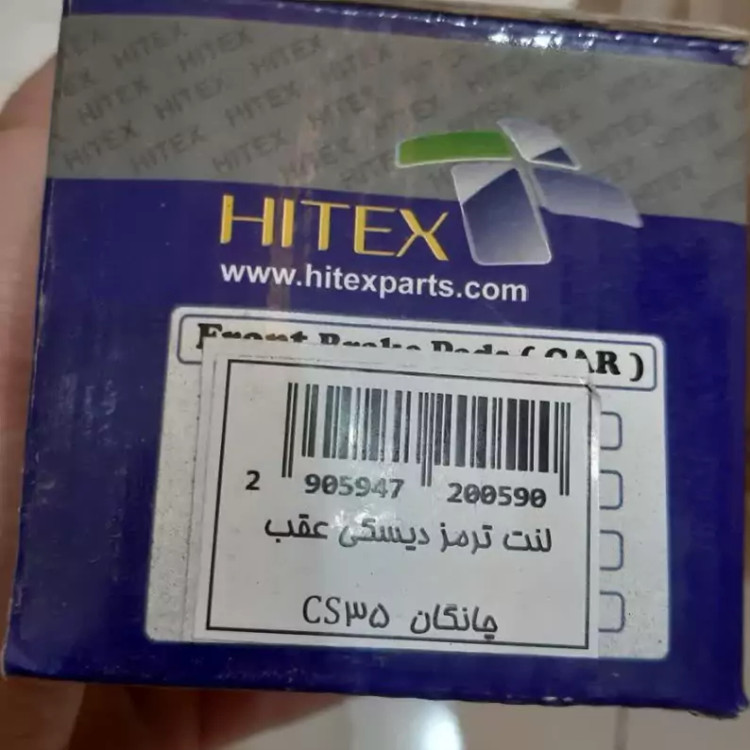 HITEX
www.hitexparts.com
Front Brake Pads ( CAR )
2 905947 200590
لنت ترمز دیسکی عقب
چانگان CS۳۵